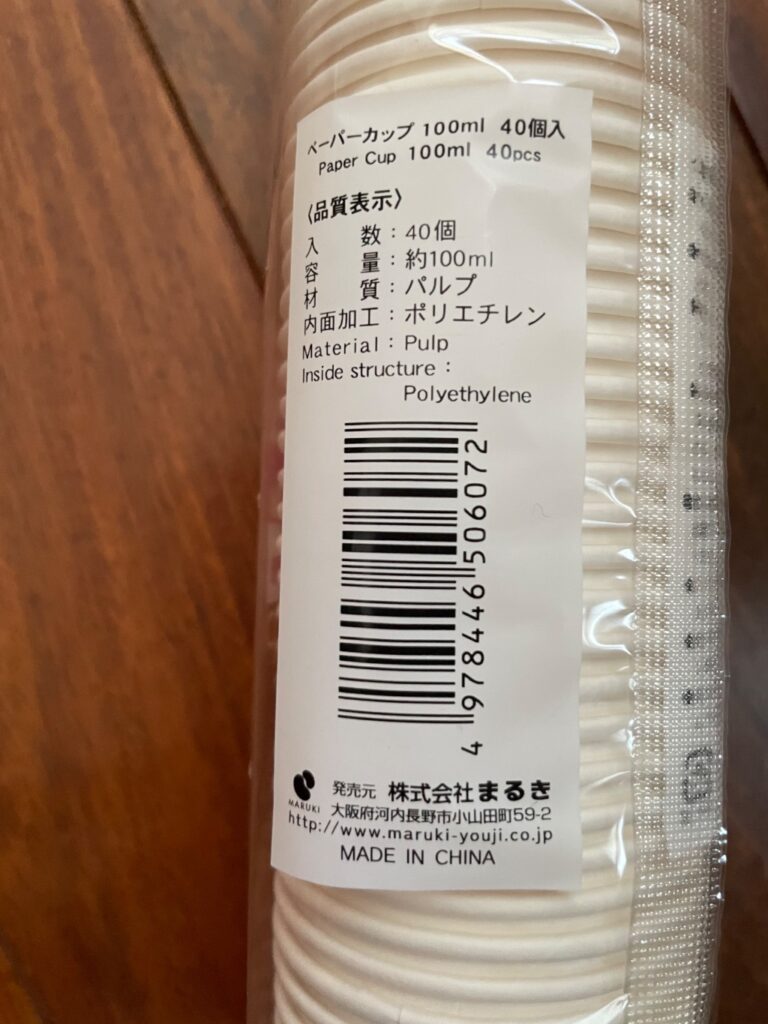 ペーパーカップ 100ml 40個入
Paper Cup 100ml 40pcs
〈品質表示〉
入数：40個
容量：約100ml
材質：パルプ
内面加工：ポリエチレン
Material：Pulp
Inside structure：
Polyethylene
4 978446 506072
MARUKI
発売元 株式会社まるき
大阪府河内長野市小山田町59-2
http://www.maruki-youji.co.jp
MADE IN CHINA